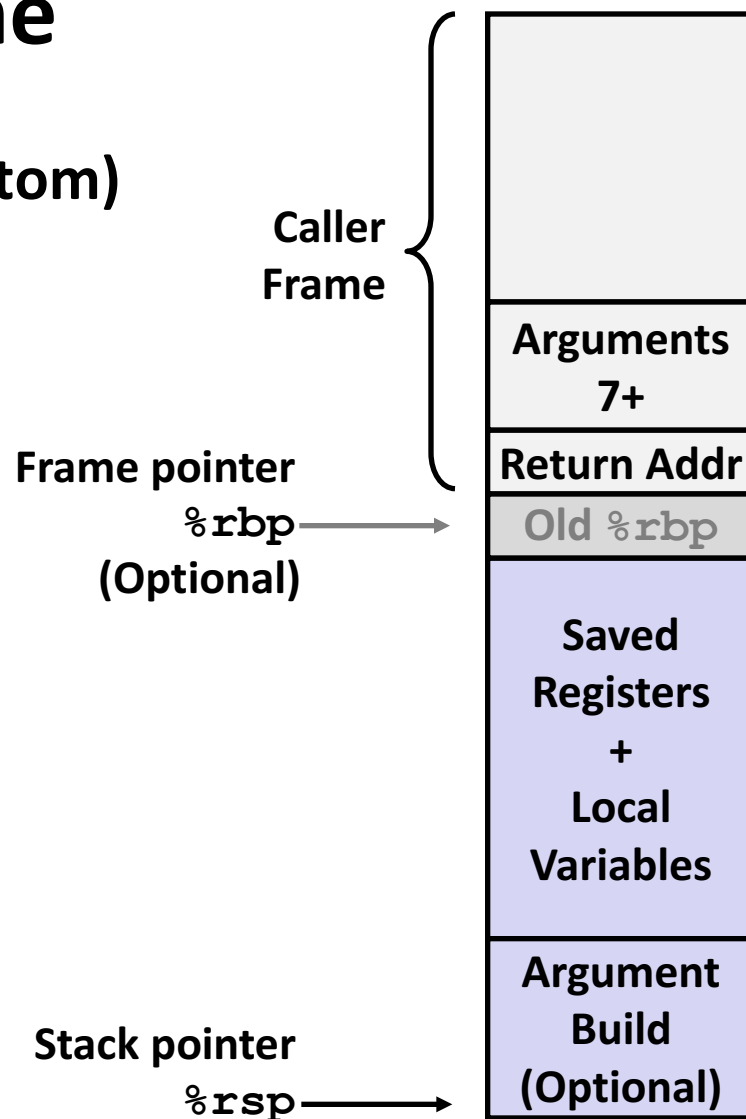 ne
tom)
Caller
Frame
Arguments
7+
Frame pointer
%rbp
(Optional)
Return Addr
Old %rbp
Saved
Registers
+
Local
Variables
Argument
Build
(Optional)
Stack pointer
%rsp